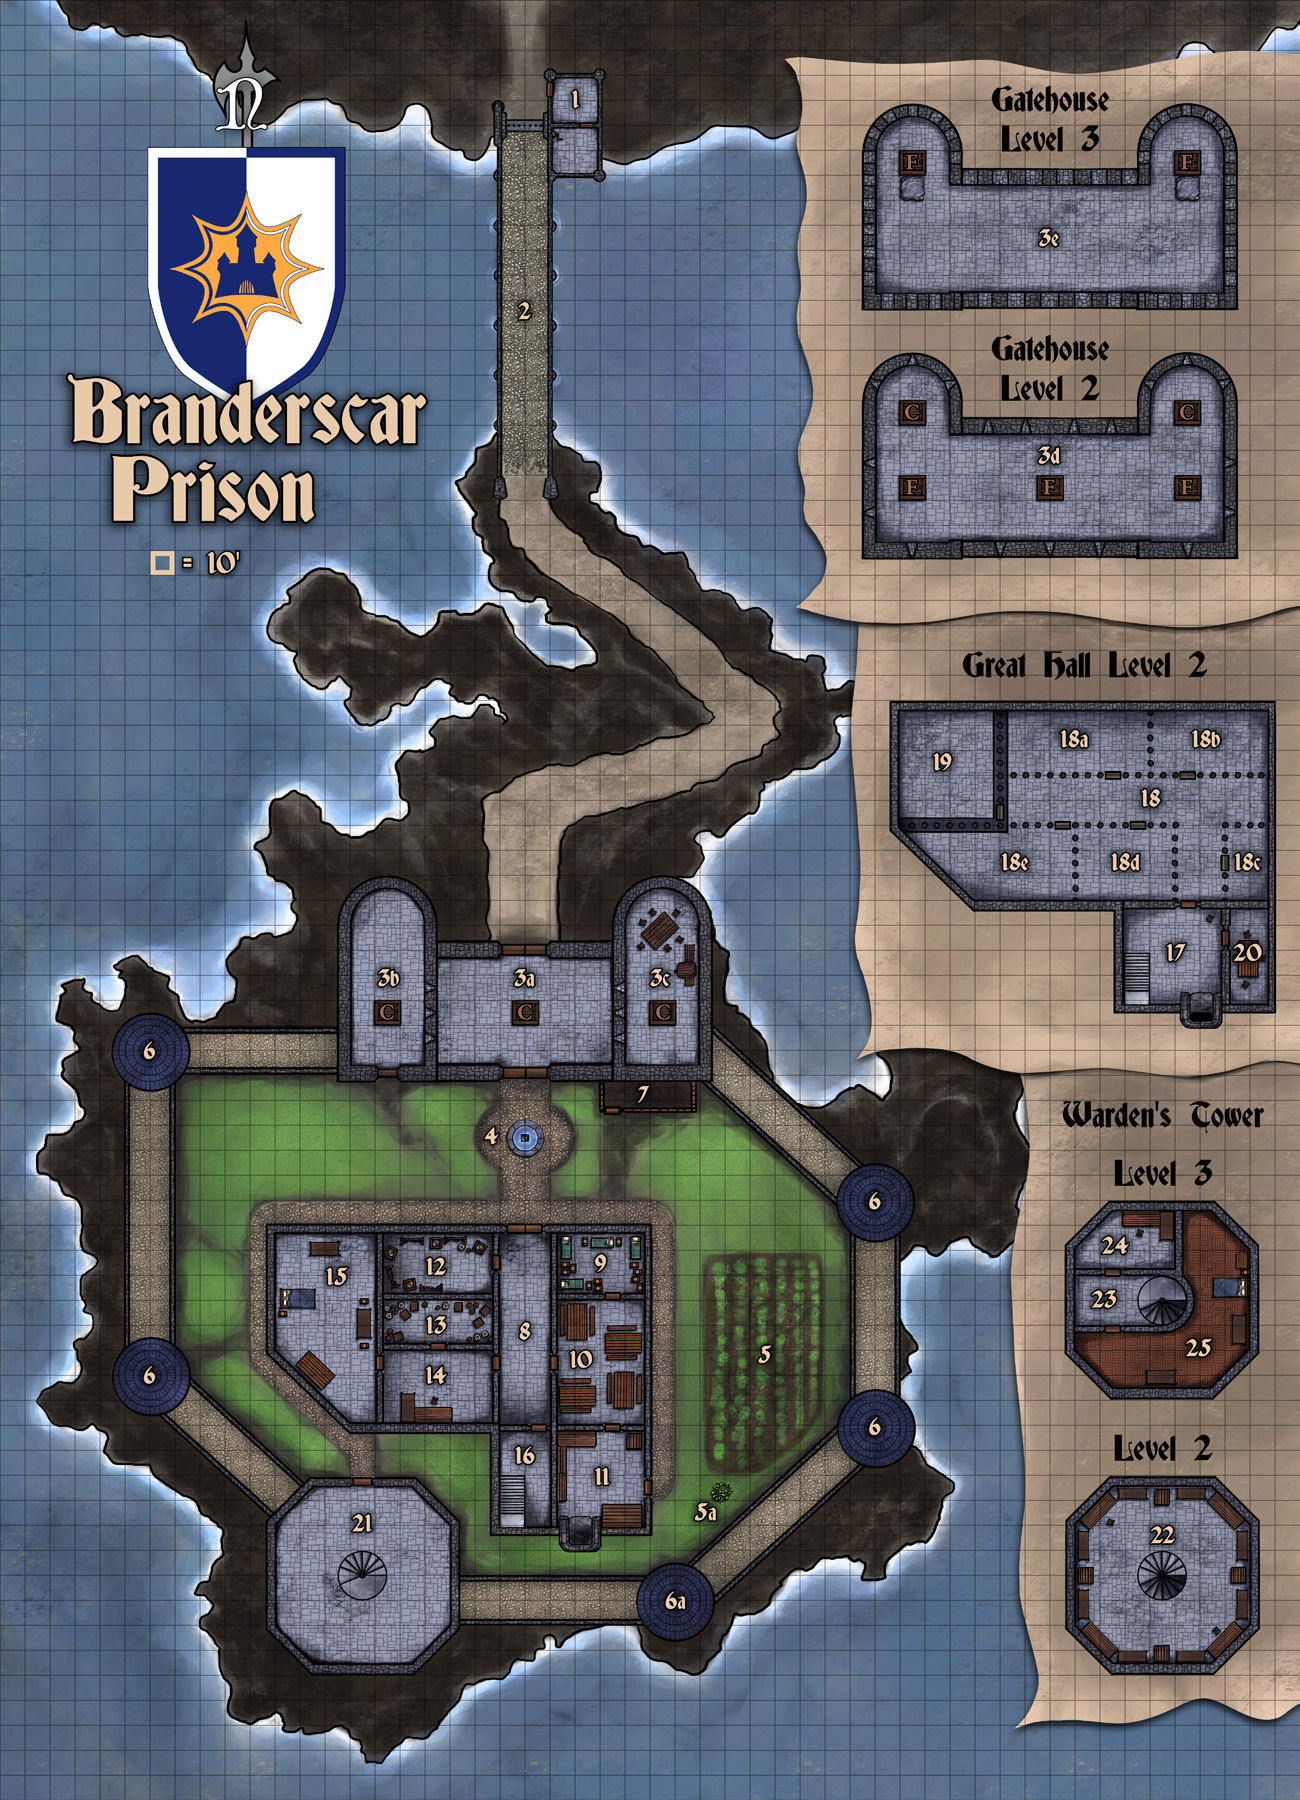 N
Branderscar
Prison
= 10'
1
2
Gatehouse
Level 3
F
F
3e
Gatehouse
Level 2
C
C
3d
F
F
F
Great Hall Level 2
19
18a
18b
18
18e
18d
18c
17
20
3b
3a
3c
C
C
C
6
7
4
6
15
12
9
13
8
10
5
14
6
6
16
11
5a
21
6a
Warden's Tower
Level 3
24
23
25
Level 2
22